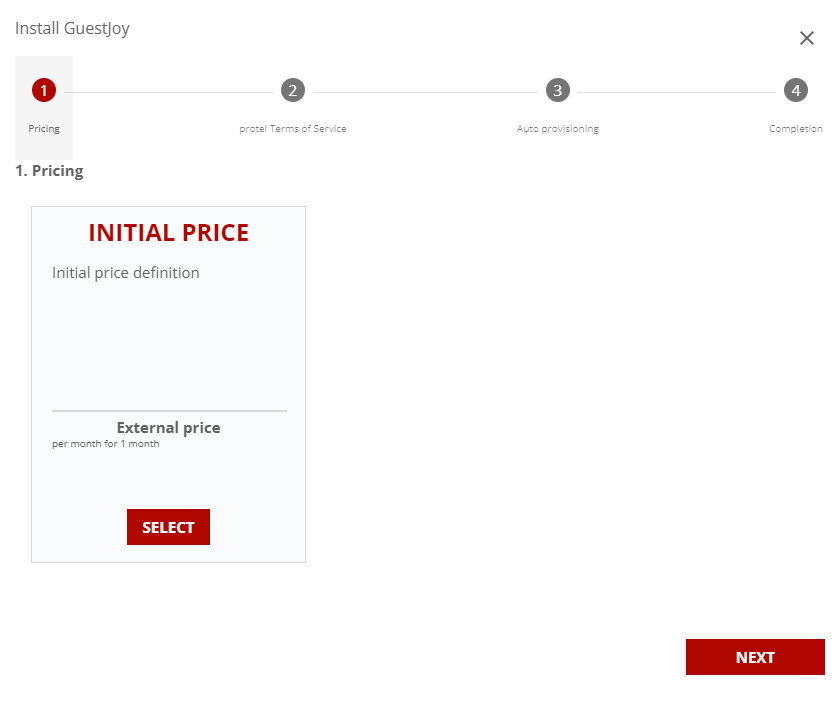 Install GuestJoy
1
2
3
4
Pricing
protel Terms of Service
Auto provisioning
Completion
1. Pricing
INITIAL PRICE
Initial price definition
External price
per month for 1 month
SELECT
NEXT